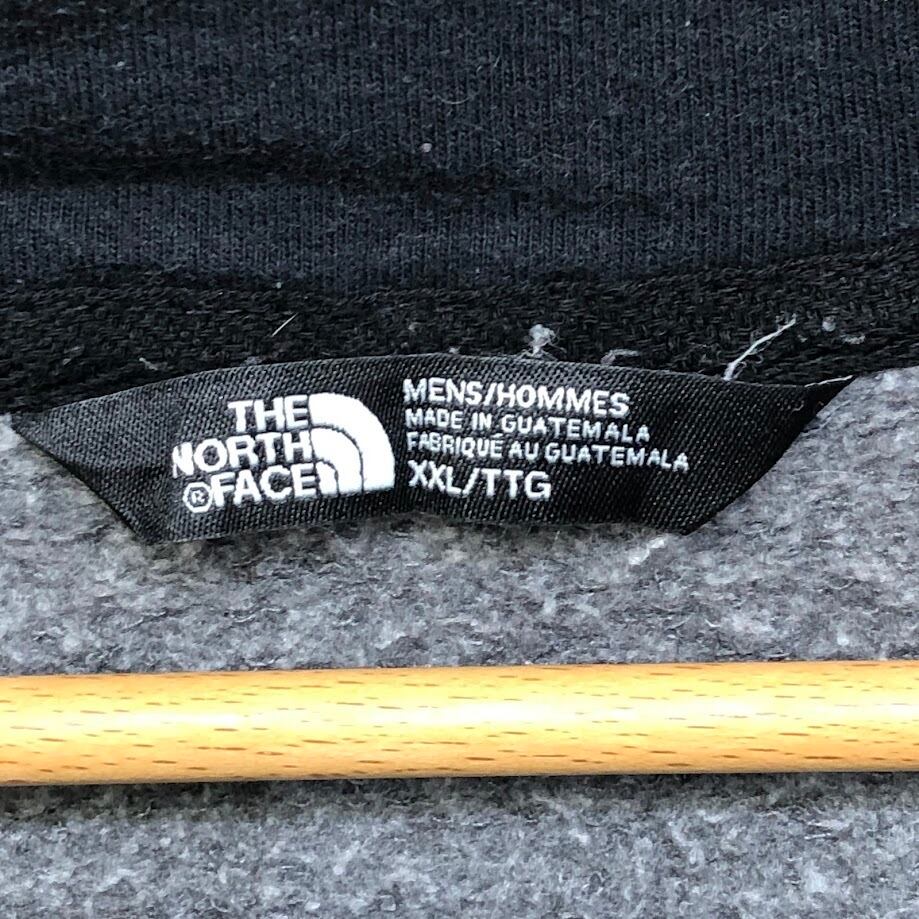 THE
NORTH
®FACE
MENS/HOMMES
MADE IN GUATEMALA
FABRIQUÉ AU GUATEMALA
XXL/TTG